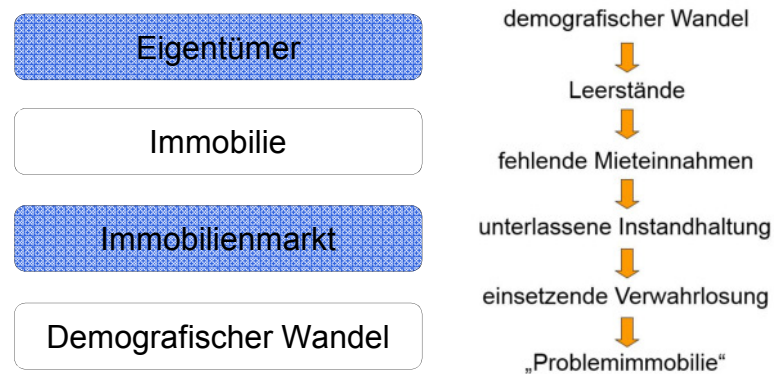 Eigentümer
Immobilie
Immobilienmarkt
Demografischer Wandel
demografischer Wandel
Leerstände
fehlende Mieteinnahmen
unterlassene Instandhaltung
einsetzende Verwahrlosung
„Problemimmobilie“